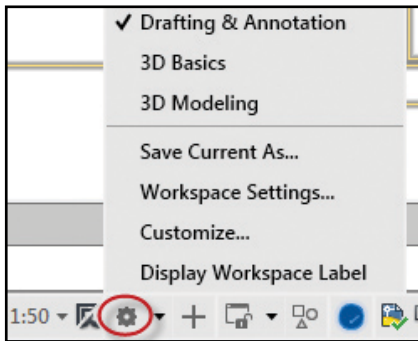 Drafting & Annotation
3D Basics
3D Modeling
Save Current As...
Workspace Settings...
Customize...
Display Workspace Label
1:50